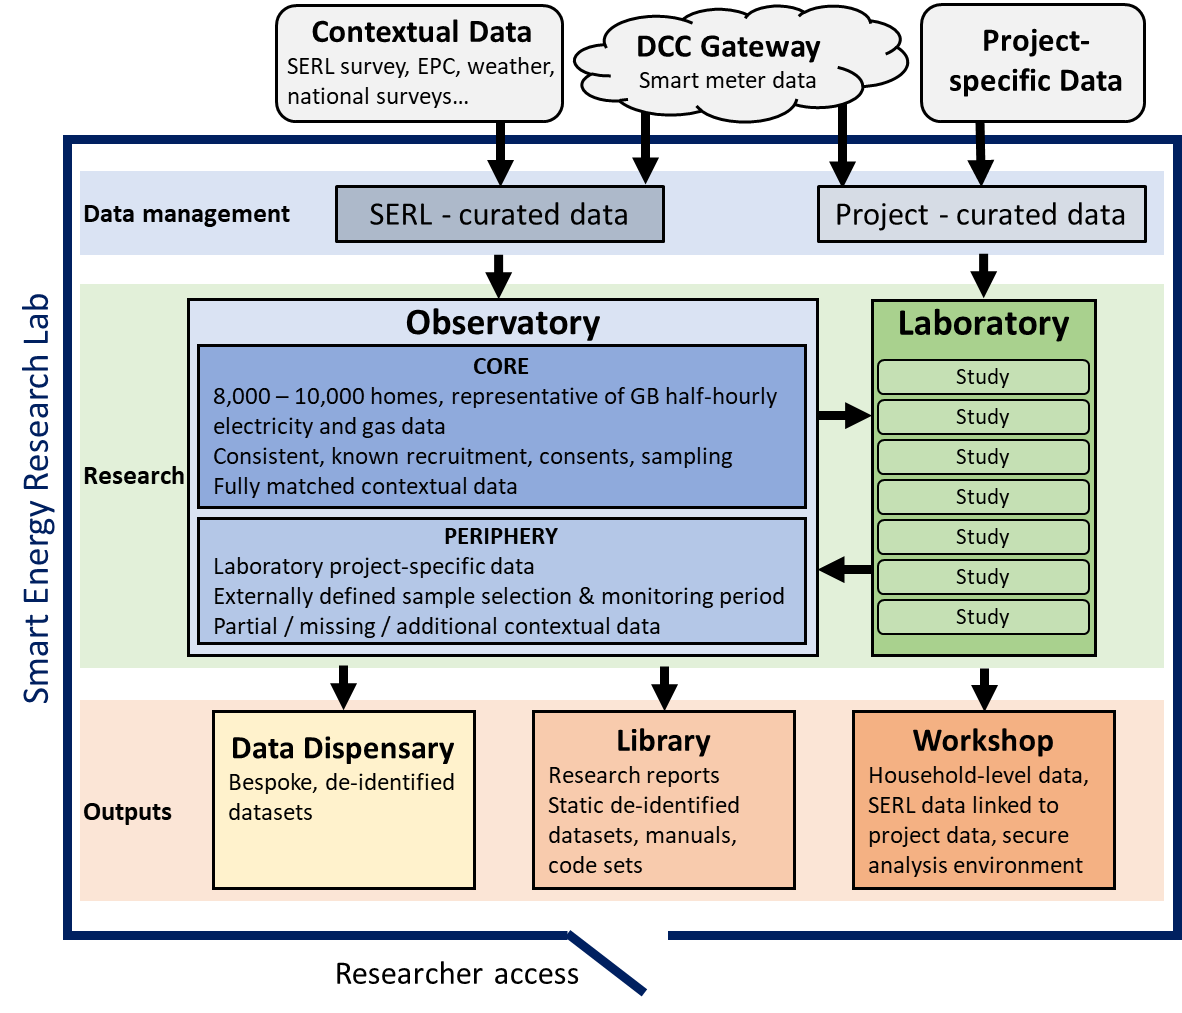 Contextual Data
SERL survey, EPC, weather,
national surveys...
DCC Gateway
Smart meter data
Project-
specific Data
Smart Energy Research Lab
Data management
SERL - curated data
Project - curated data
Research
Observatory
CORE
8,000 – 10,000 homes, representative of GB half-hourly
electricity and gas data
Consistent, known recruitment, consents, sampling
Fully matched contextual data
PERIPHERY
Laboratory project-specific data
Externally defined sample selection & monitoring period
Partial / missing / additional contextual data
Laboratory
Study
Study
Study
Study
Study
Study
Study
Outputs
Data Dispensary
Bespoke, de-identified
datasets
Library
Research reports
Static de-identified
datasets, manuals,
code sets
Workshop
Household-level data,
SERL data linked to
project data, secure
analysis environment
Researcher access